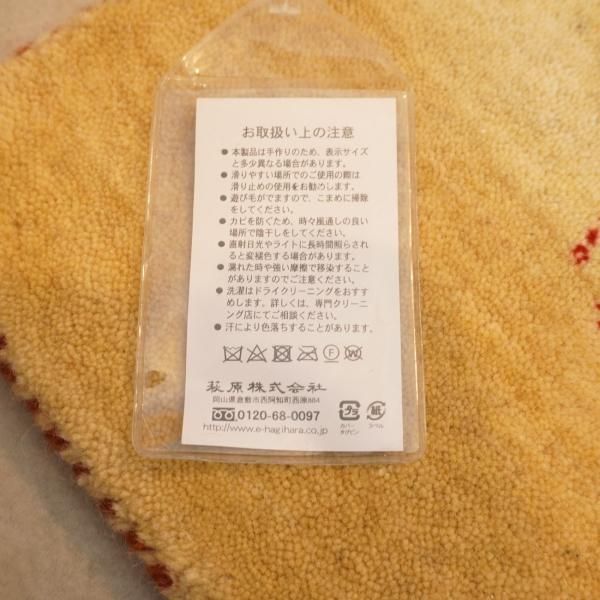 お取扱い上の注意
● 本製品は手作りのため、表示サイズ
と多少異なる場合があります。
● 滑りやすい場所でのご使用の際は
滑り止めの使用をお勧めします。
● 遊び毛がでますので、こまめに掃除
をしてください。
● カビを防ぐため、時々風通しの良い
場所で陰干しをしてください。
● 直射日光やライトに長時間照らされ
ると変褪色する場合があります。
● 濡れた時や強い摩擦で移染すること
がありますのでご注意ください。
● 洗濯はドライクリーニングをおすす
めします。詳しくは、専門クリーニ
ング店にてご相談ください。
● 汗により色落ちすることがあります。
F W
萩原株式会社
岡山県倉敷市西阿知町西原884
0120-68-0097
http://www.e-hagihara.co.jp
プラ 紙
カバー ラベル
タグピン